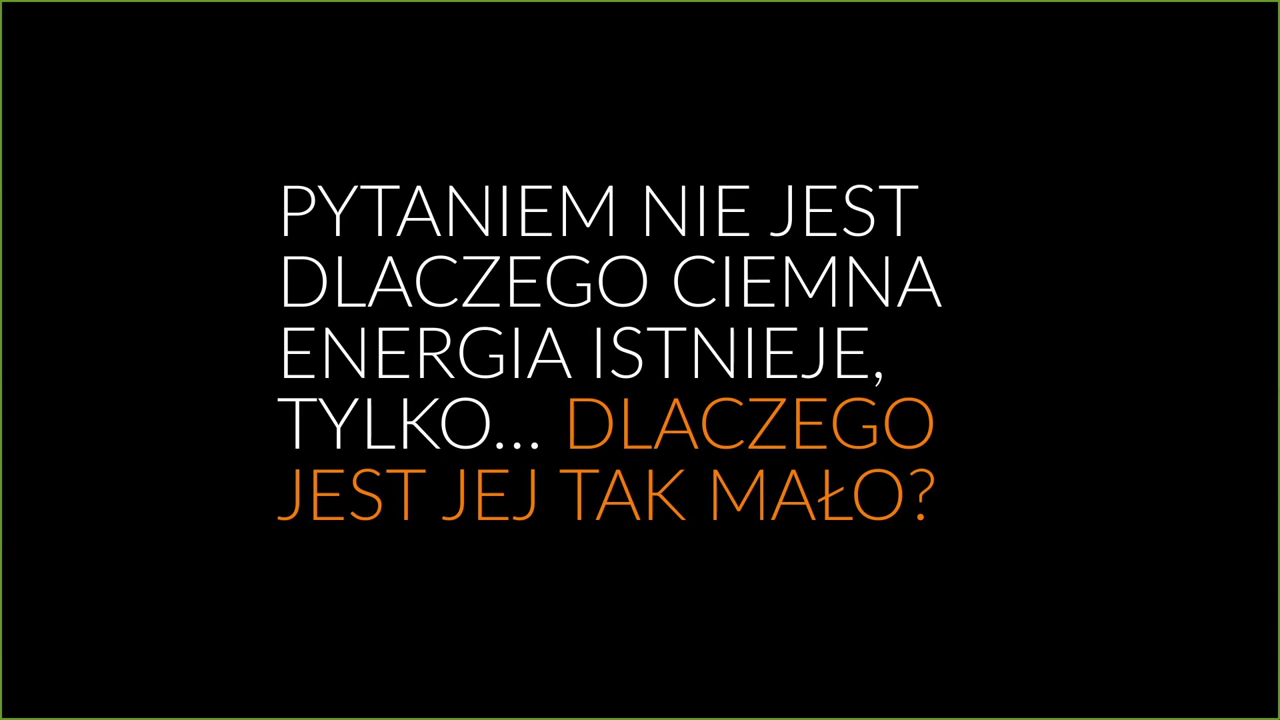 PYTANIEM NIE JEST
DLACZEGO CIEMNA
ENERGIA ISTNIEJE,
TYLKO... DLACZEGO
JEST JEJ TAK MAŁO?